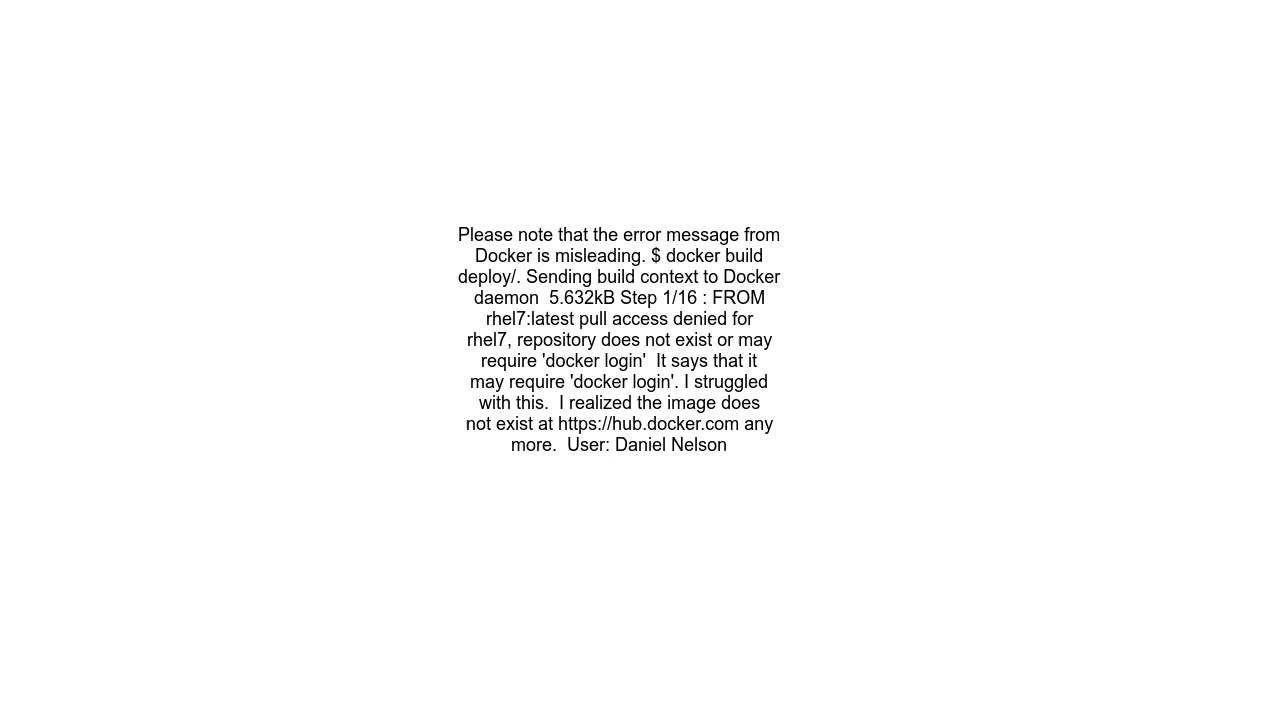 Please note that the error message from
Docker is misleading. $ docker build
deploy/. Sending build context to Docker
daemon  5.632kB Step 1/16 : FROM
rhel7:latest pull access denied for
rhel7, repository does not exist or may
require 'docker login'  It says that it
may require 'docker login'. I struggled
with this.  I realized the image does
not exist at https://hub.docker.com any
more.  User: Daniel Nelson